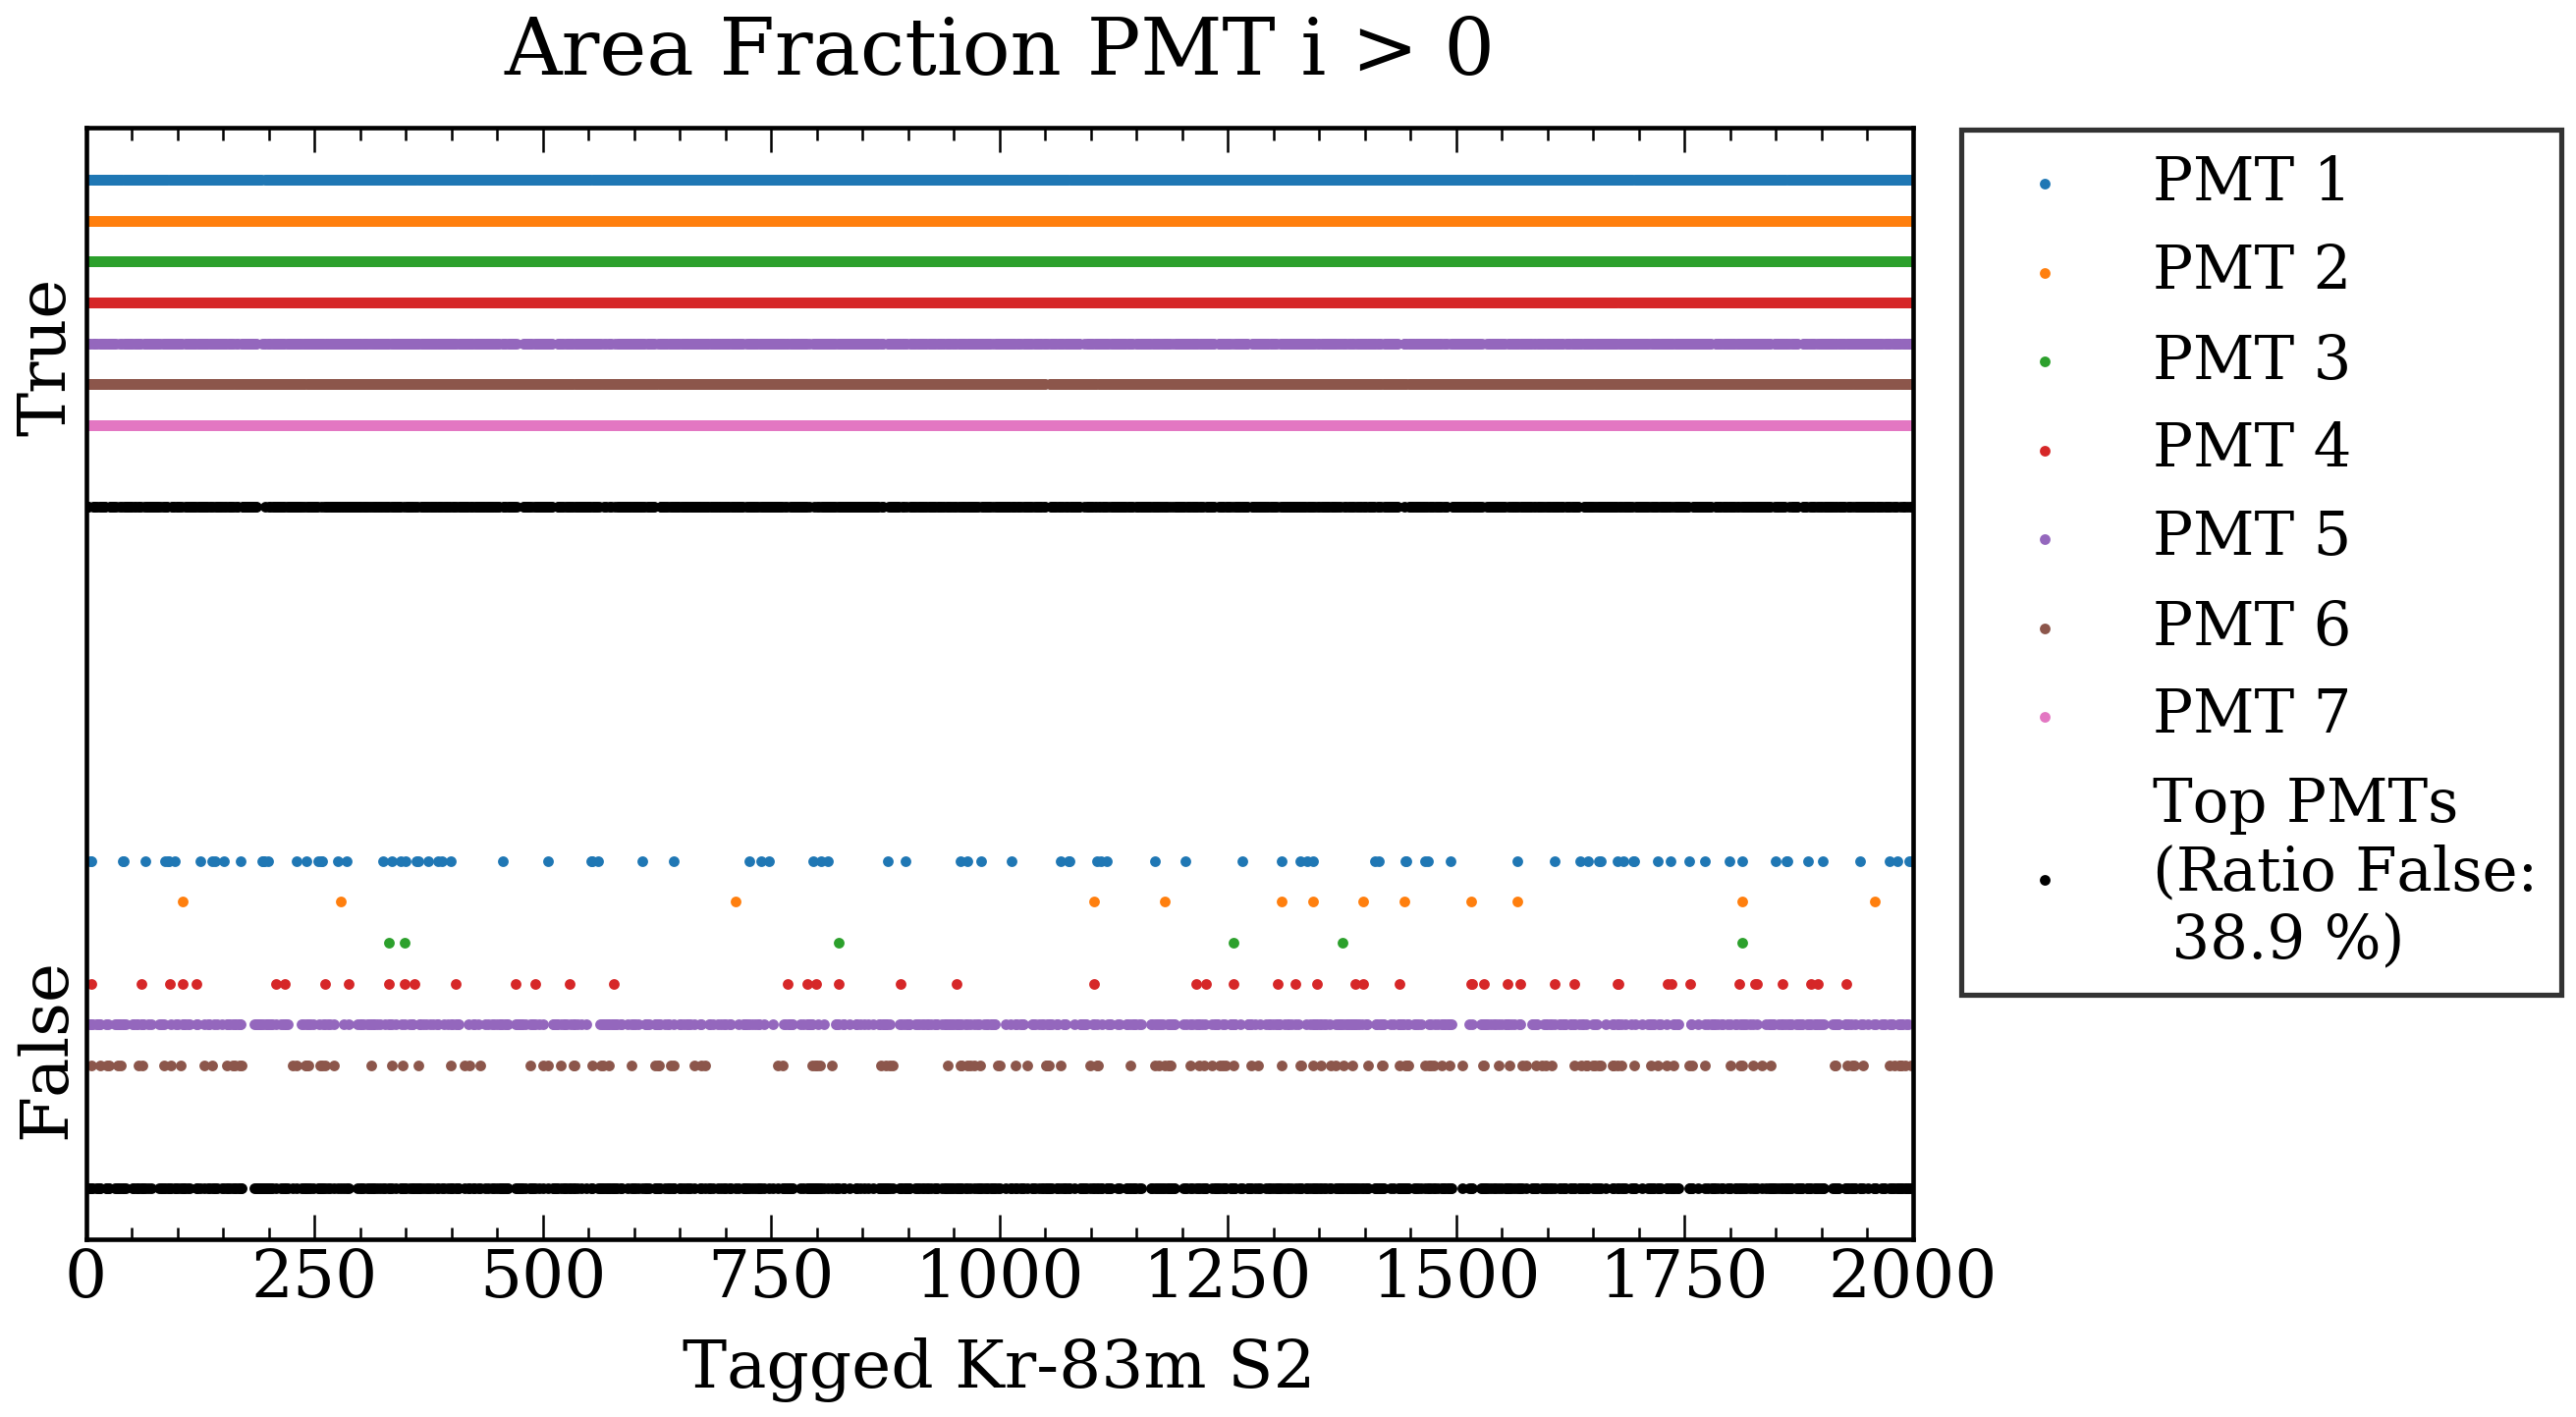 Area Fraction PMT i > 0
True
False
0 250 500 750 1000 1250 1500 1750 2000
Tagged Kr-83m S2
PMT 1
PMT 2
PMT 3
PMT 4
PMT 5
PMT 6
PMT 7
Top PMTs
(Ratio False:
38.9 %)